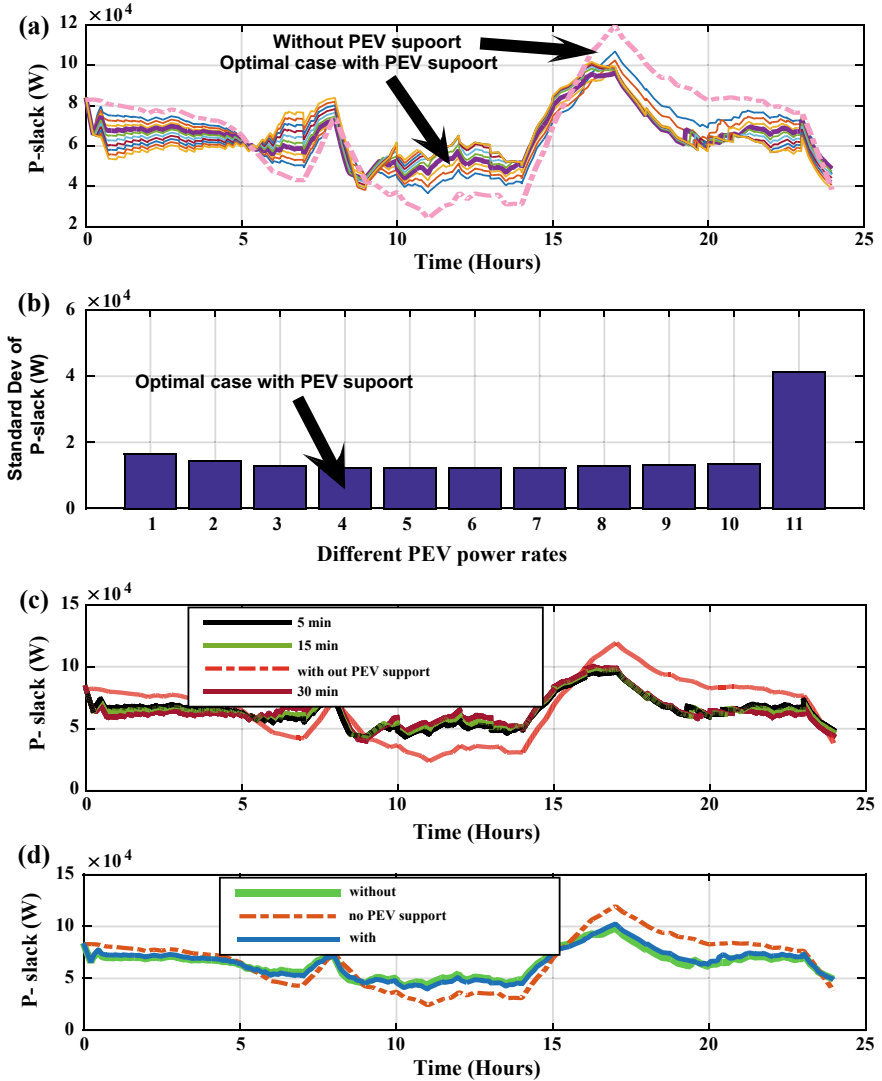 (a)
×10⁴
12
10
8
6
4
2
P-slack (W)
Without PEV supoort
Optimal case with PEV supoort
0 5 10 15 20 25
Time (Hours)
(b)
×10⁴
6
4
2
0
Standard Dev of
P-slack (W)
Optimal case with PEV supoort
1 2 3 4 5 6 7 8 9 10 11
Different PEV power rates
(c)
×10⁴
15
10
5
0
P- slack (W)
5 min
15 min
with out PEV support
30 min
0 5 10 15 20 25
Time (Hours)
(d)
×10⁴
15
10
5
0
P- slack (W)
without
no PEV support
with
0 5 10 15 20 25
Time (Hours)